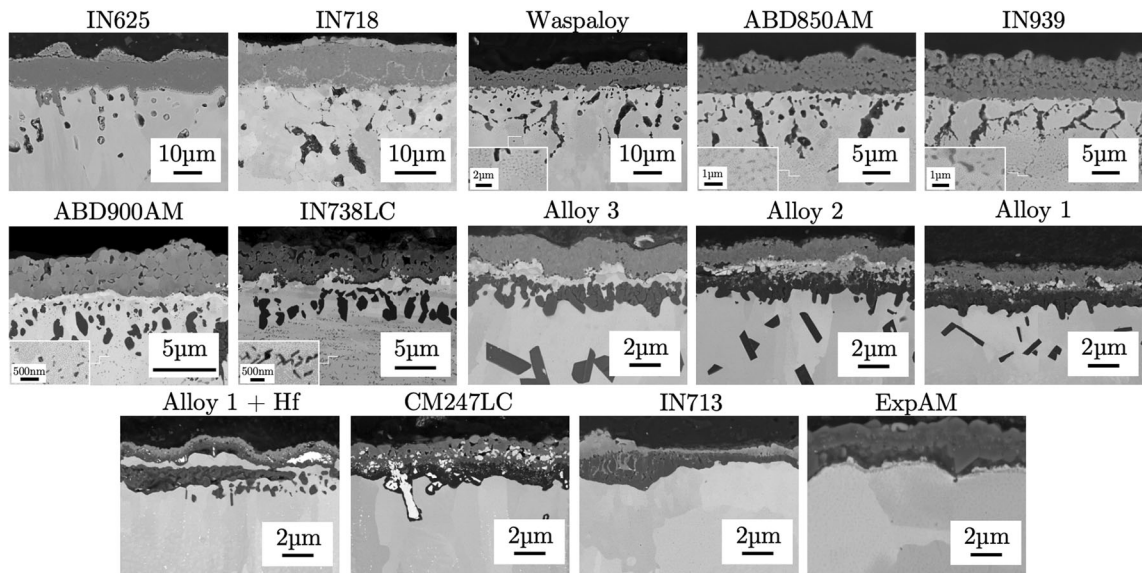 IN625 IN718 Waspaloy ABD850AM IN939
10μm 10μm 10μm 5μm 5μm
2μm 1μm 1μm
ABD900AM IN738LC Alloy 3 Alloy 2 Alloy 1
5μm 5μm 2μm 2μm 2μm
500nm 500nm
Alloy 1 + Hf CM247LC IN713 ExpAM
2μm 2μm 2μm 2μm